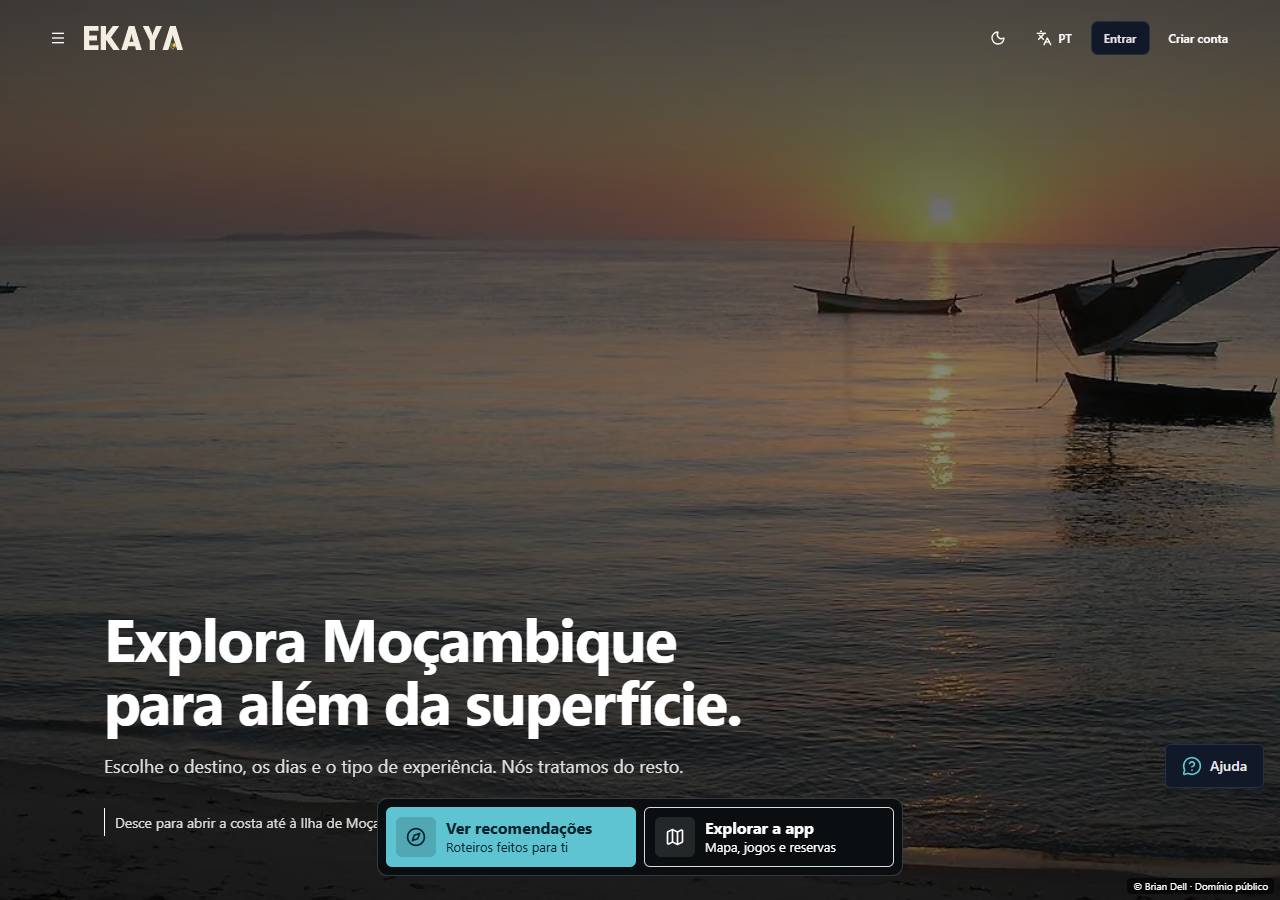 EKAYA
PT
Entrar
Criar conta
Explora Moçambique
para além da superfície.
Escolhe o destino, os dias e o tipo de experiência. Nós tratamos do resto.
Desce para abrir a costa até à Ilha de Moça
Ver recomendações
Roteiros feitos para ti
Explorar a app
Mapa, jogos e reservas
Ajuda
© Brian Dell · Domínio público